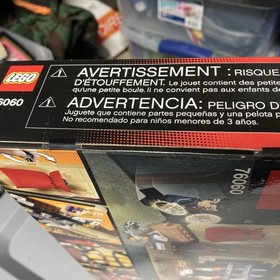 LEGO
AVERTISSEMENT : RISQUE
D'ÉTOUFFEMENT. Le jouet contient des petit
qu'une petite boule. Il ne convient pas aux enfants de
76060
ADVERTENCIA: PELIGRO D
Juguete que contiene partes pequeñas y una pelota p
No recomendado para niños menores de 3 años.
76060